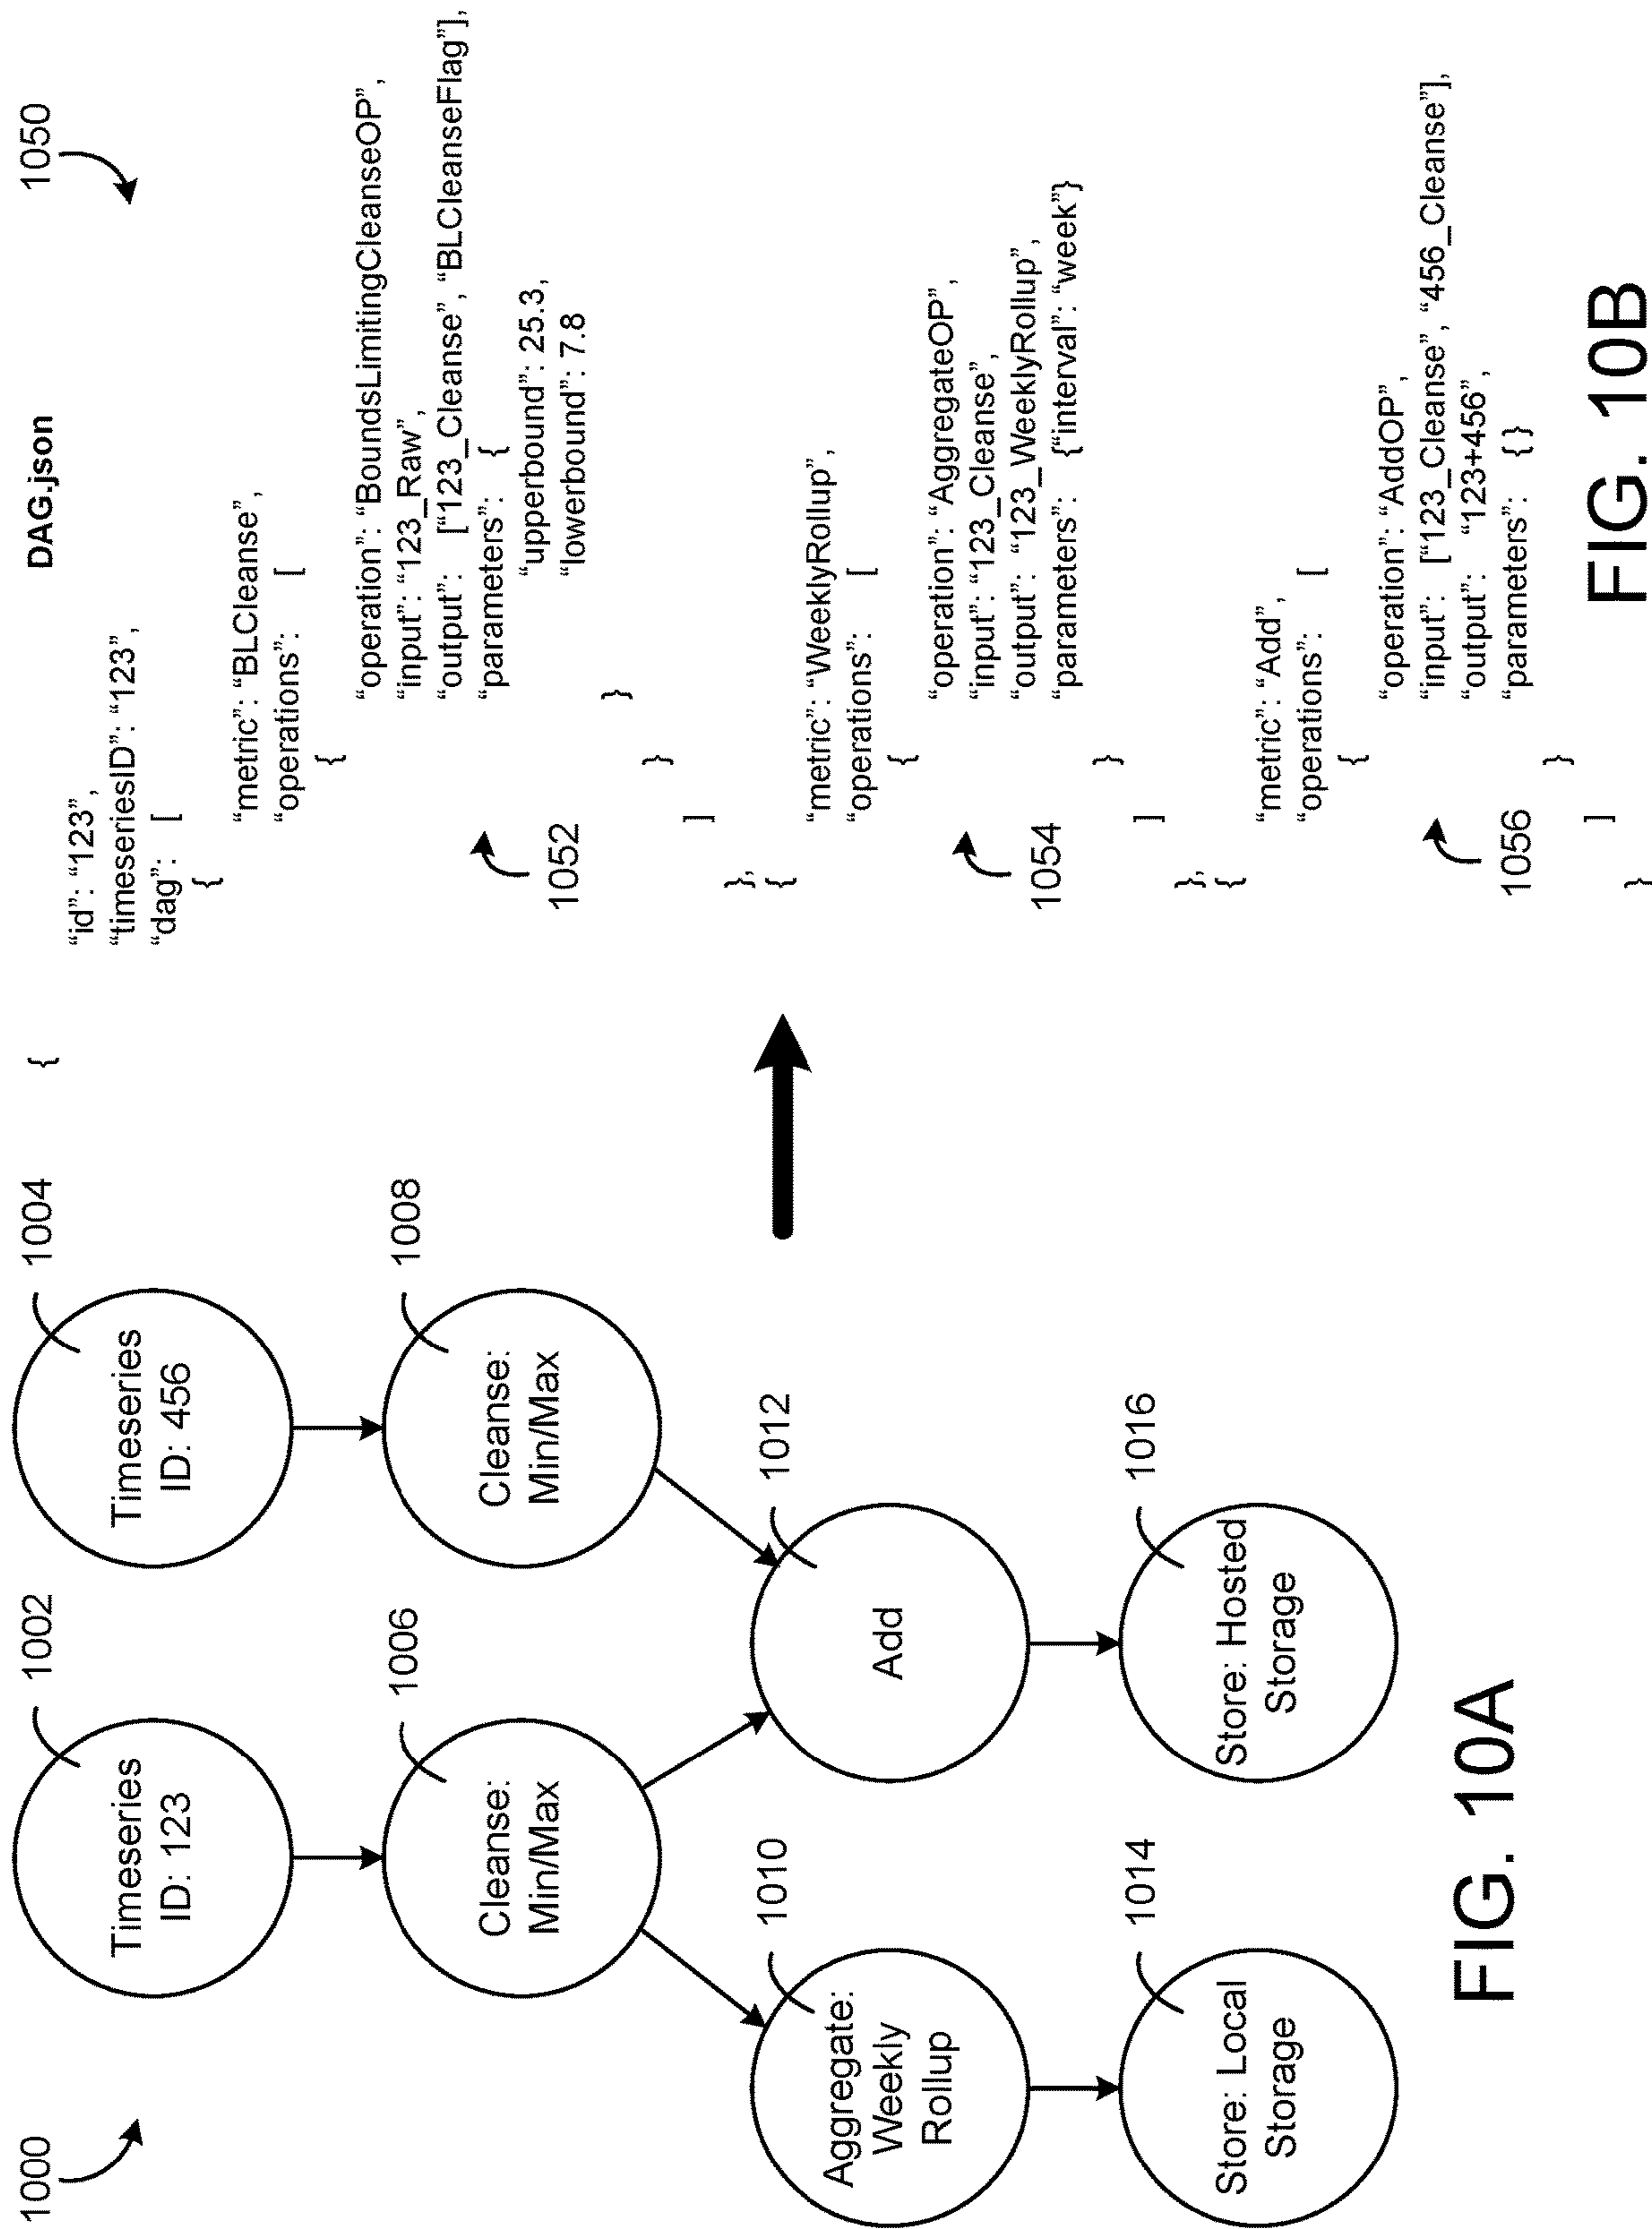 1000
1002
1004
Timeseries
ID: 123
Timeseries
ID: 456
1006
1008
Cleanse:
Min/Max
Cleanse:
Min/Max
1010
1012
Aggregate:
Weekly
Rollup
Add
1014
1016
Store: Local
Storage
Store: Hosted
Storage
FIG. 10A
DAG.json
1050
{
“id”: “123”,
“timeseriesID”: “123”,
“dag”: [
{
“metric”: “BLCleanse”,
“operations”: [
{
“operation”: “BoundsLimitingCleanseOP”,
“input”: “123_Raw”,
“output”: [“123_Cleanse”, “BLCleanseFlag”],
“parameters”: {
“upperbound”: 25.3,
“lowerbound”: 7.8
}
}
]
1052
},
{
“metric”: “WeeklyRollup”,
“operations”: [
{
“operation”: “AggregateOP”,
“input”: “123_Cleanse”,
“output”: “123_WeeklyRollup”,
“parameters”: {“interval”: “week”}
}
]
1054
},
{
“metric”: “Add”,
“operations”: [
{
“operation”: “AddOP”,
“input”: [“123_Cleanse”, “456_Cleanse”],
“output”: “123+456”,
“parameters”: { }
}
]
1056
}
FIG. 10B